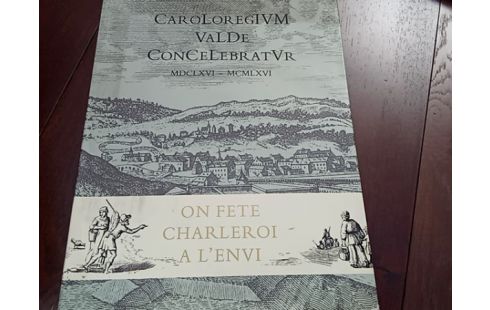 CAROLOREGIVM
VALDE
CONCELEBRATVR
MDCLXVI – MCMLXVI
ON FETE
CHARLEROI
A L'ENVI